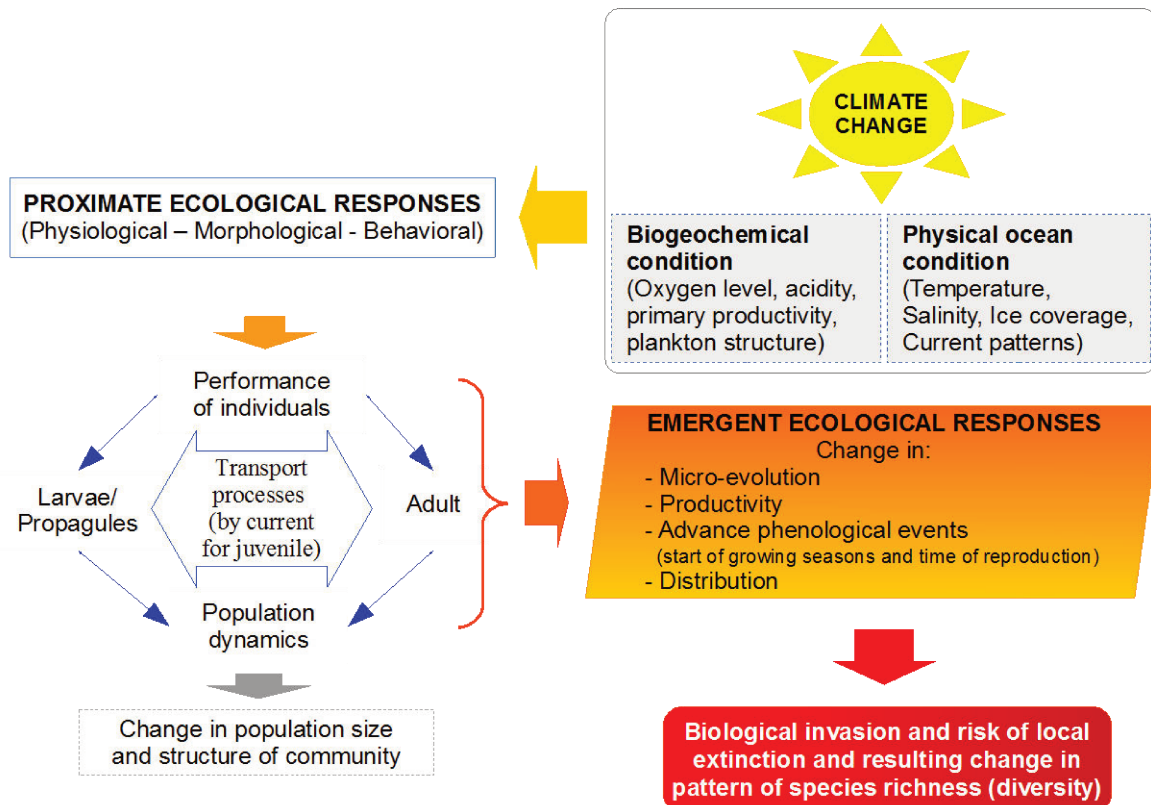 CLIMATE
CHANGE
Biogeochemical
condition
(Oxygen level, acidity,
primary productivity,
plankton structure)
Physical ocean
condition
(Temperature,
Salinity, Ice coverage,
Current patterns)
PROXIMATE ECOLOGICAL RESPONSES
(Physiological – Morphological - Behavioral)
Performance
of individuals
Larvae/
Propagules
Transport
processes
(by current
for juvenile)
Adult
Population
dynamics
Change in population size
and structure of community
EMERGENT ECOLOGICAL RESPONSES
Change in:
- Micro-evolution
- Productivity
- Advance phenological events
(start of growing seasons and time of reproduction)
- Distribution
Biological invasion and risk of local
extinction and resulting change in
pattern of species richness (diversity)